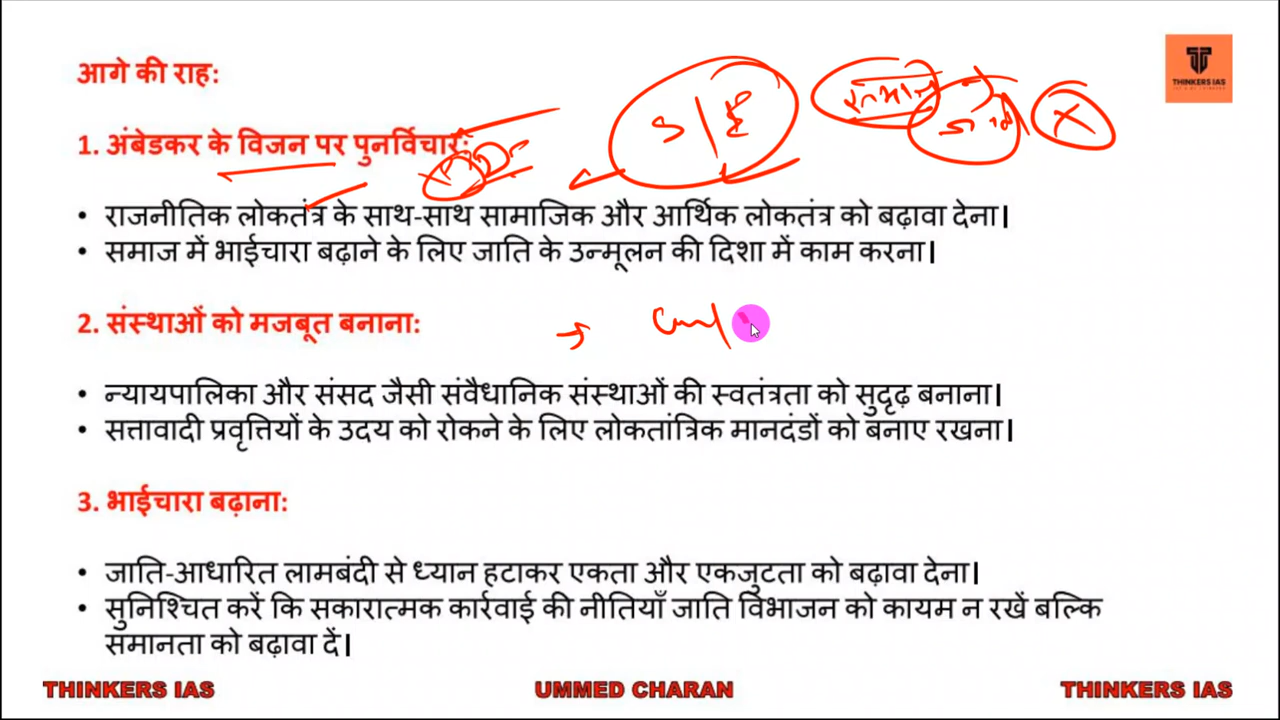 आगे की राह:
THINKERS IAS
1. अंबेडकर के विजन पर पुनर्विचार:
S/E
X
• राजनीतिक लोकतंत्र के साथ-साथ सामाजिक और आर्थिक लोकतंत्र को बढ़ावा देना।
• समाज में भाईचारा बढ़ाने के लिए जाति के उन्मूलन की दिशा में काम करना।
2. संस्थाओं को मजबूत बनाना:
• न्यायपालिका और संसद जैसी संवैधानिक संस्थाओं की स्वतंत्रता को सुदृढ़ बनाना।
• सत्तावादी प्रवृत्तियों के उदय को रोकने के लिए लोकतांत्रिक मानदंडों को बनाए रखना।
3. भाईचारा बढ़ाना:
• जाति-आधारित लामबंदी से ध्यान हटाकर एकता और एकजुटता को बढ़ावा देना।
• सुनिश्चित करें कि सकारात्मक कार्रवाई की नीतियाँ जाति विभाजन को कायम न रखें बल्कि
समानता को बढ़ावा दें।
THINKERS IAS UMMED CHARAN THINKERS IAS